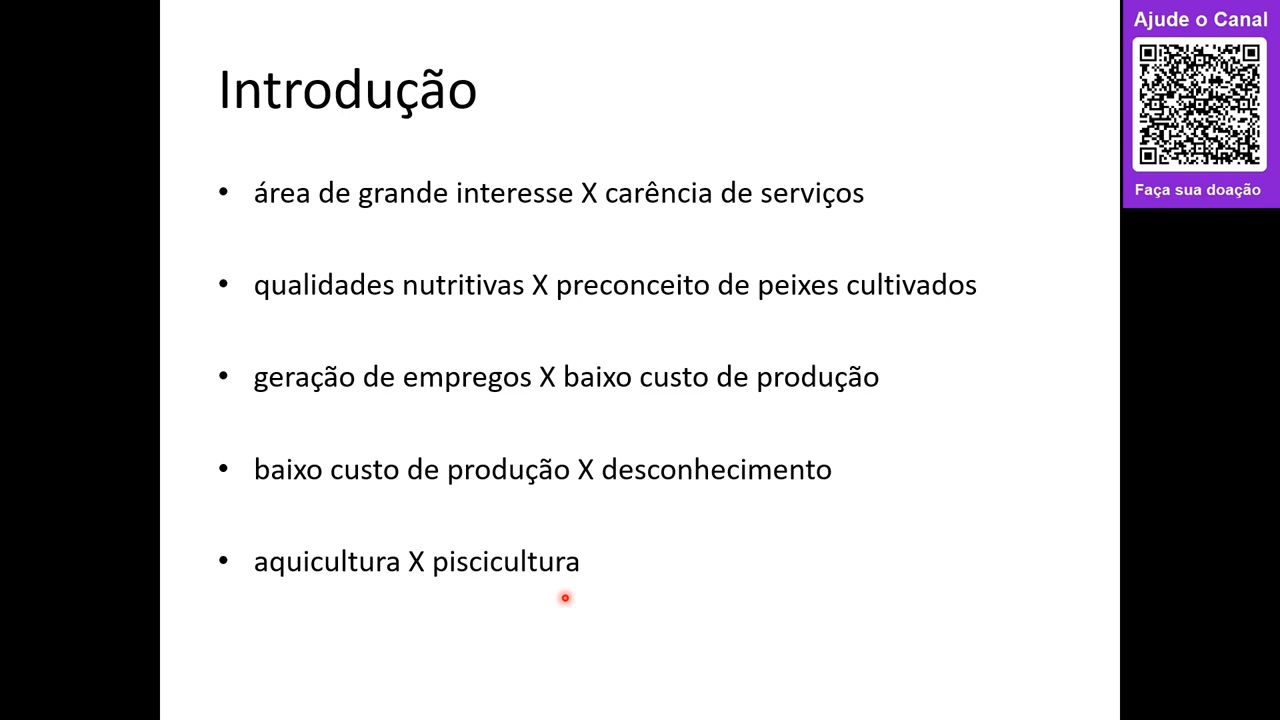 Introdução
• área de grande interesse X carência de serviços
• qualidades nutritivas X preconceito de peixes cultivados
• geração de empregos X baixo custo de produção
• baixo custo de produção X desconhecimento
• aquicultura X piscicultura
Ajude o Canal
Faça sua doação